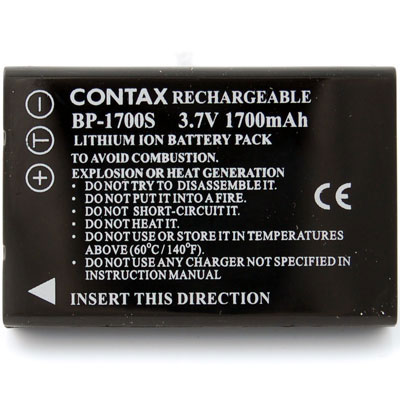 CONTAX RECHARGEABLE
BP-1700S 3.7V 1700mAh
LITHIUM ION BATTERY PACK
TO AVOID COMBUSTION.
EXPLOSION OR HEAT GENERATION
• DO NOT TRY TO DISASSEMBLE IT.
• DO NOT PUT IT INTO A FIRE.
• DO NOT SHORT-CIRCUIT IT.
• DO NOT HEAT IT.
• DO NOT USE OR STORE IT IN TEMPERATURES
ABOVE (60°C / 140°F).
• DO NOT USE CHARGER NOT SPECIFIED IN
INSTRUCTION MANUAL
INSERT THIS DIRECTION
- T +
CE